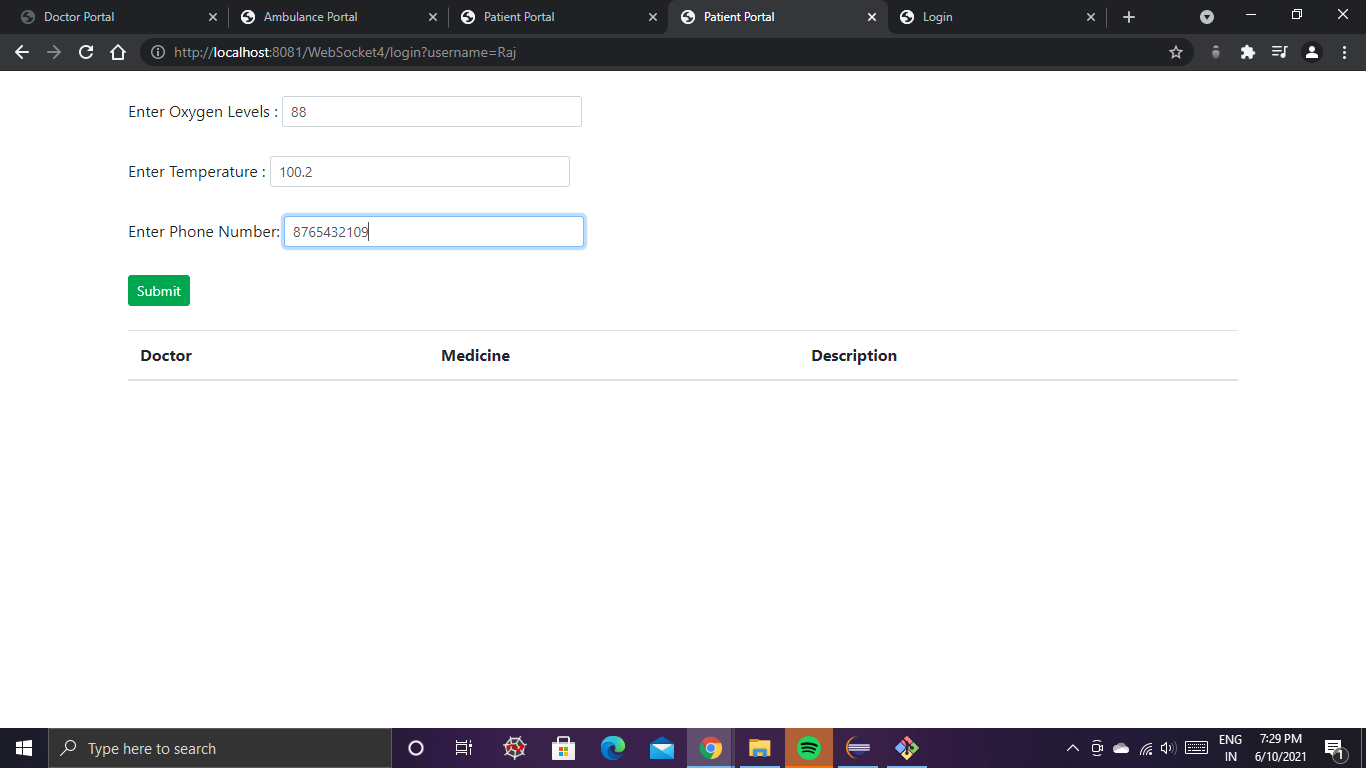 Doctor Portal
Ambulance Portal
Patient Portal
Patient Portal
Login
http://localhost:8081/WebSocket4/login?username=Raj
Enter Oxygen Levels : 88
Enter Temperature : 100.2
Enter Phone Number: 8765432109
Submit
Doctor Medicine Description
Type here to search
ENG
IN
7:29 PM
6/10/2021
1